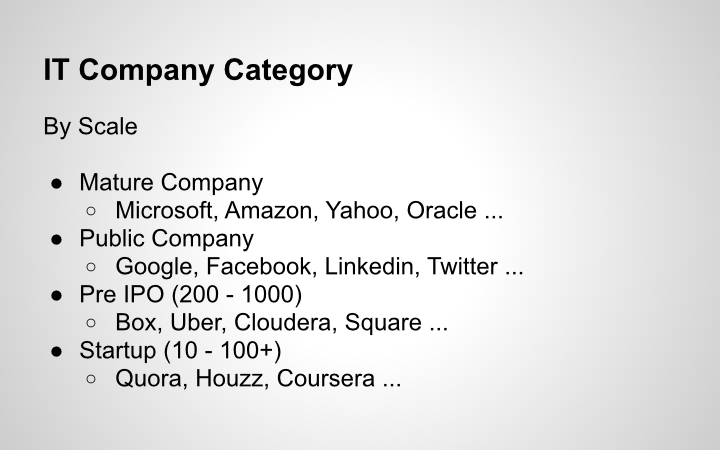 IT Company Category
By Scale
● Mature Company
○ Microsoft, Amazon, Yahoo, Oracle ...
● Public Company
○ Google, Facebook, Linkedin, Twitter ...
● Pre IPO (200 - 1000)
○ Box, Uber, Cloudera, Square ...
● Startup (10 - 100+)
○ Quora, Houzz, Coursera ...